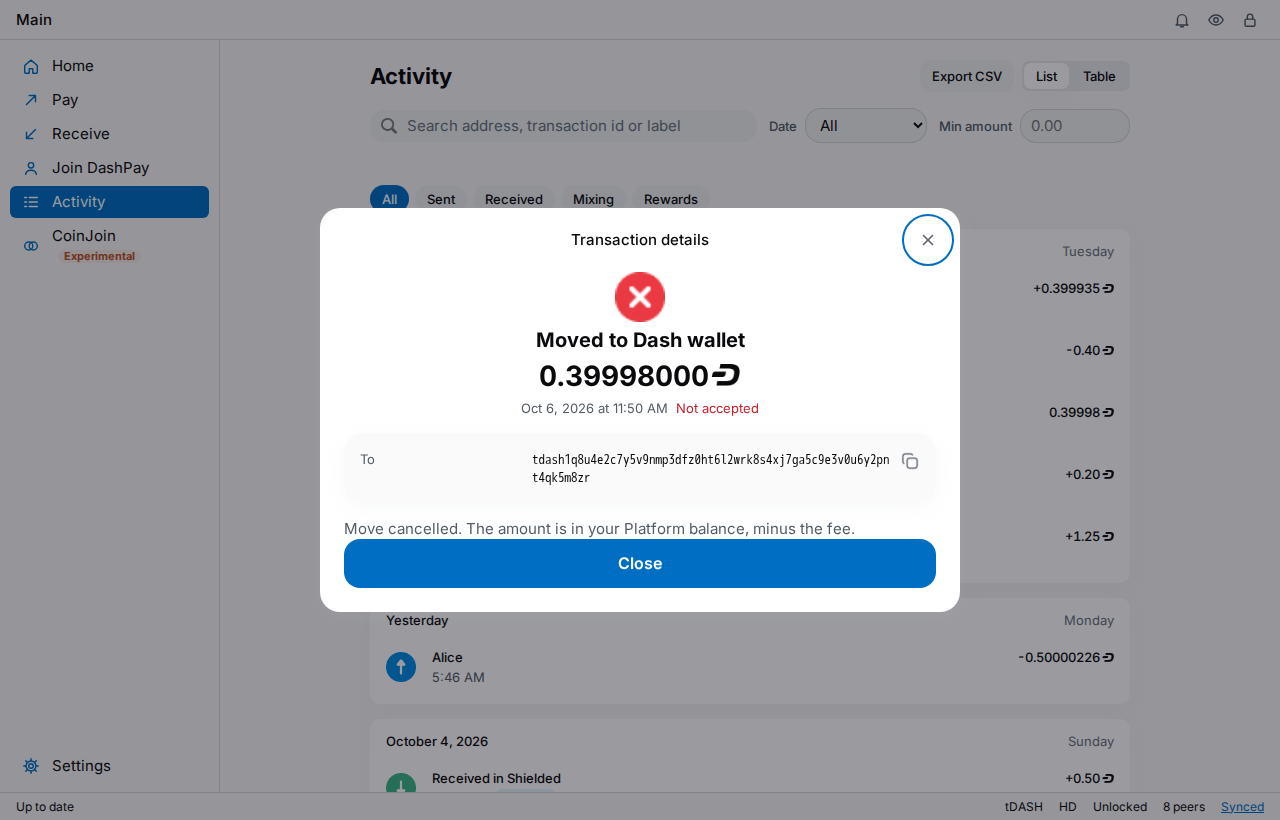 Main
Home
Pay
Receive
Join DashPay
Activity
CoinJoin
Experimental
Settings
Activity
Export CSV
List
Table
Search address, transaction id or label
Date
All
Min amount
0.00
All
Sent
Received
Mixing
Rewards
Tuesday
+0.399935
-0.40
0.39998
+0.20
+1.25
Transaction details
Moved to Dash wallet
0.39998000
Oct 6, 2026 at 11:50 AM Not accepted
To
tdash1q8u4e2c7y5v9nmp3dfz0ht6l2wrk8s4xj7ga5c9e3v0u6y2pn
t4qk5m8zr
Move cancelled. The amount is in your Platform balance, minus the fee.
Close
Yesterday
Monday
Alice
-0.50000226
5:46 AM
October 4, 2026
Sunday
Received in Shielded
+0.50
Up to date
tDASH
HD
Unlocked
8 peers
Synced